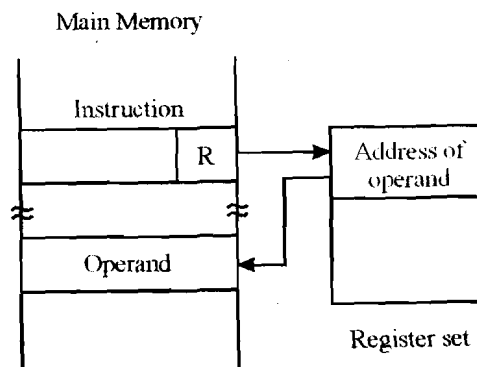 Main Memory
Instruction
R
Address of
operand
Operand
Register set